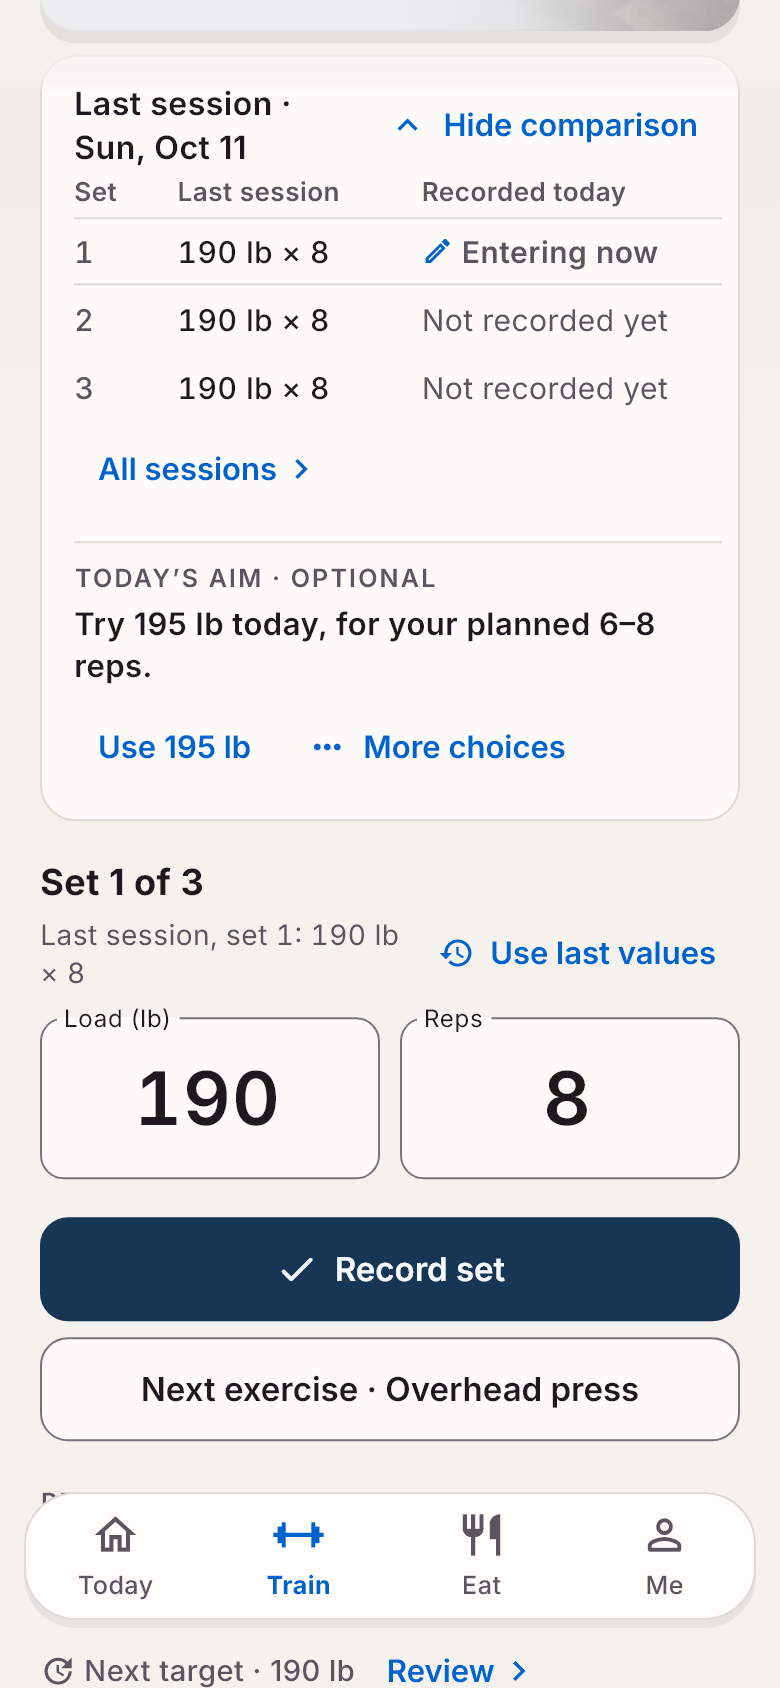 Last session ·
Sun, Oct 11
Hide comparison
Set Last session Recorded today
1 190 lb × 8 Entering now
2 190 lb × 8 Not recorded yet
3 190 lb × 8 Not recorded yet
All sessions
TODAY’S AIM · OPTIONAL
Try 195 lb today, for your planned 6–8
reps.
Use 195 lb ••• More choices
Set 1 of 3
Last session, set 1: 190 lb
× 8
Use last values
Load (lb) Reps
190 8
Record set
Next exercise · Overhead press
Today Train Eat Me
Next target · 190 lb Review